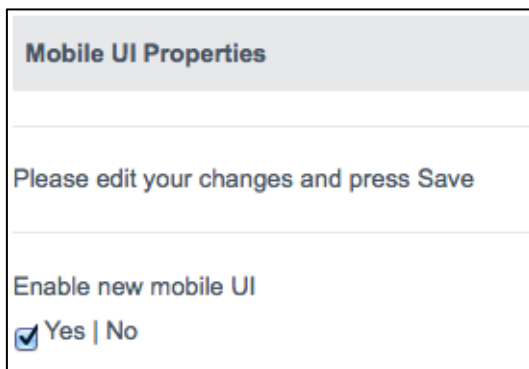 Mobile UI Properties
Please edit your changes and press Save
Enable new mobile UI
Yes | No